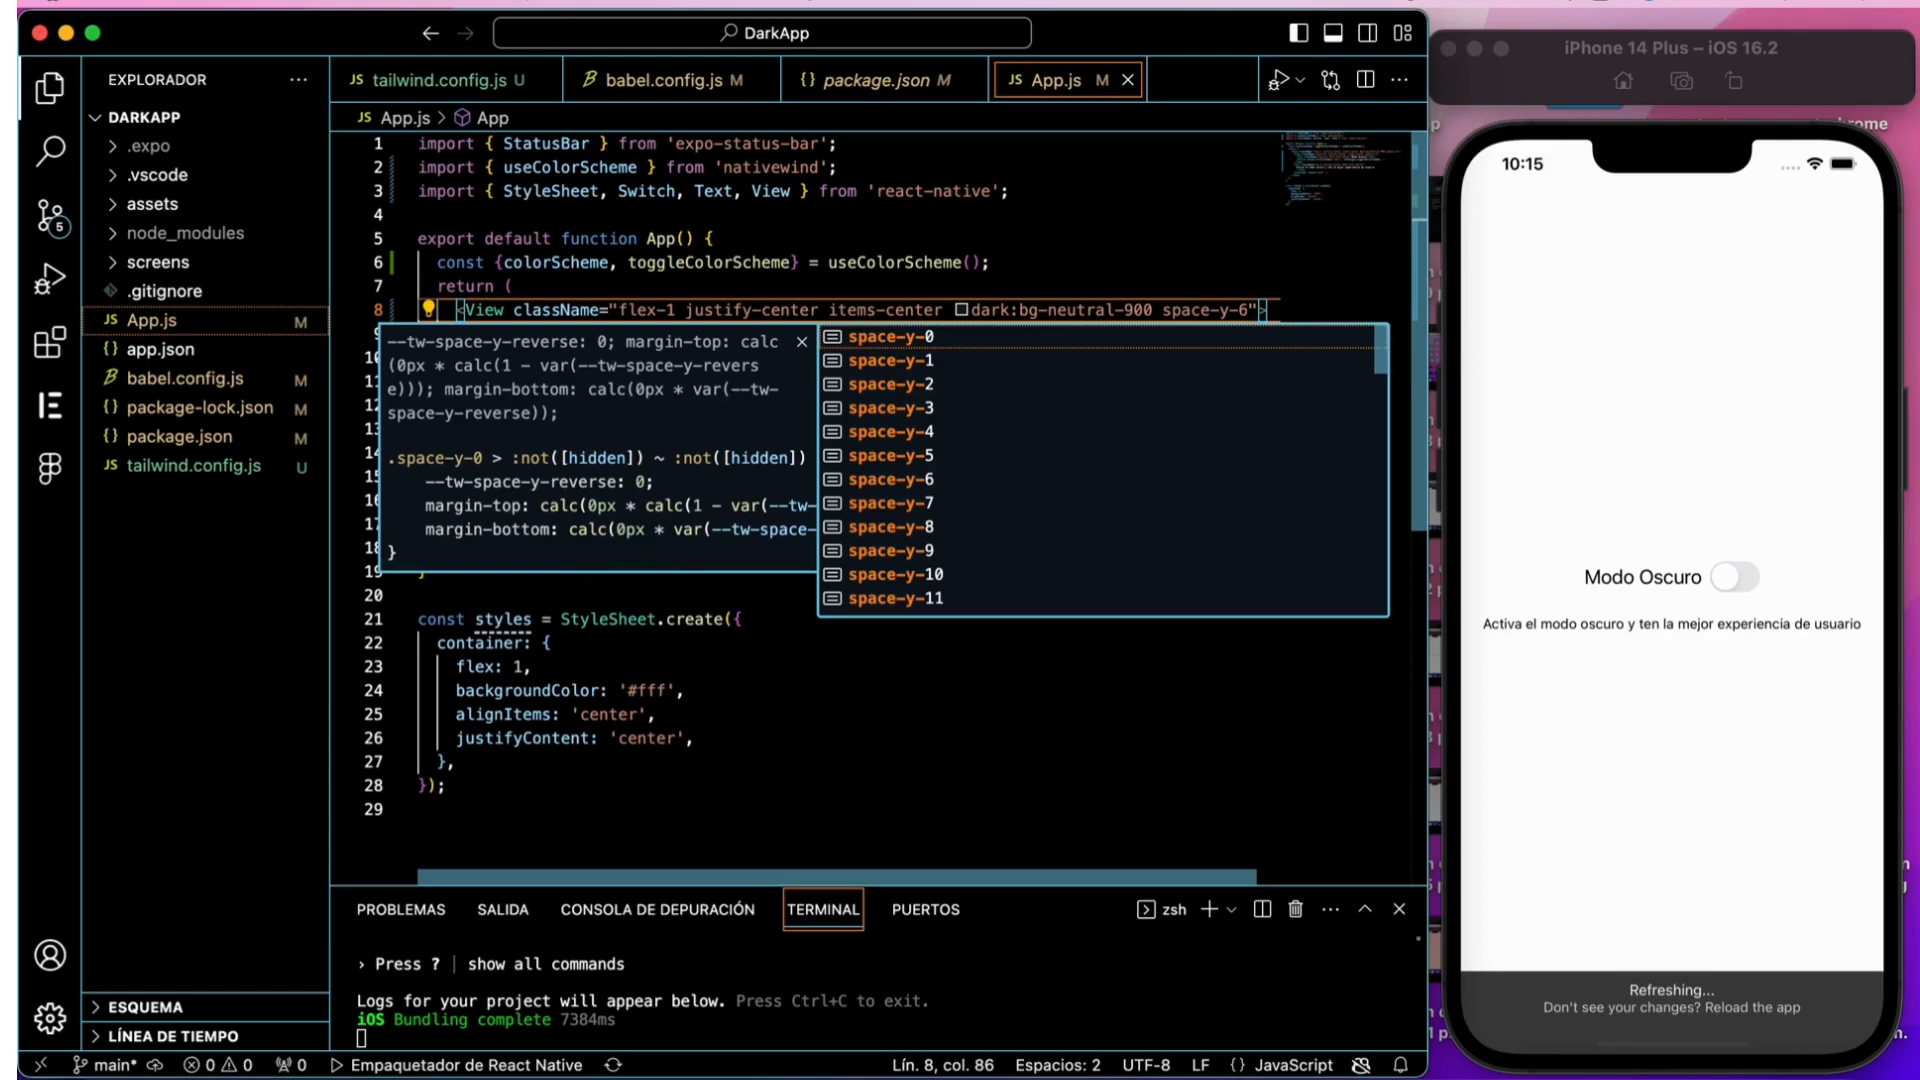 DarkApp
EXPLORADOR
DARKAPP
.expo
.vscode
assets
node_modules
screens
.gitignore
JS App.js M
{} app.json
babel.config.js M
{} package-lock.json M
{} package.json M
JS tailwind.config.js U
5
ESQUEMA
LÍNEA DE TIEMPO
JS tailwind.config.js U
babel.config.js M
{} package.json M
JS App.js M
JS App.js > App
1 import { StatusBar } from 'expo-status-bar';
2 import { useColorScheme } from 'nativewind';
3 import { StyleSheet, Switch, Text, View } from 'react-native';
4
5 export default function App() {
6 const {colorScheme, toggleColorScheme} = useColorScheme();
7 return (
8 <View className="flex-1 justify-center items-center dark:bg-neutral-900 space-y-6">
--tw-space-y-reverse: 0; margin-top: calc
(0px * calc(1 - var(--tw-space-y-revers
e))); margin-bottom: calc(0px * var(--tw-
space-y-reverse));
.space-y-0 > :not([hidden]) ~ :not([hidden])
--tw-space-y-reverse: 0;
margin-top: calc(0px * calc(1 - var(--tw-
margin-bottom: calc(0px * var(--tw-space-
}
space-y-0
space-y-1
space-y-2
space-y-3
space-y-4
space-y-5
space-y-6
space-y-7
space-y-8
space-y-9
space-y-10
space-y-11
19 }
20
21 const styles = StyleSheet.create({
22 container: {
23 flex: 1,
24 backgroundColor: '#fff',
25 alignItems: 'center',
26 justifyContent: 'center',
27 },
28 });
29
PROBLEMAS
SALIDA
CONSOLA DE DEPURACIÓN
TERMINAL
PUERTOS
zsh
› Press ? │ show all commands
Logs for your project will appear below. Press Ctrl+C to exit.
iOS Bundling complete 7384ms
main*
0 0
0
Empaquetador de React Native
Lín. 8, col. 86
Espacios: 2
UTF-8
LF
{} JavaScript
iPhone 14 Plus – iOS 16.2
10:15
Modo Oscuro
Activa el modo oscuro y ten la mejor experiencia de usuario
Refreshing...
Don't see your changes? Reload the app